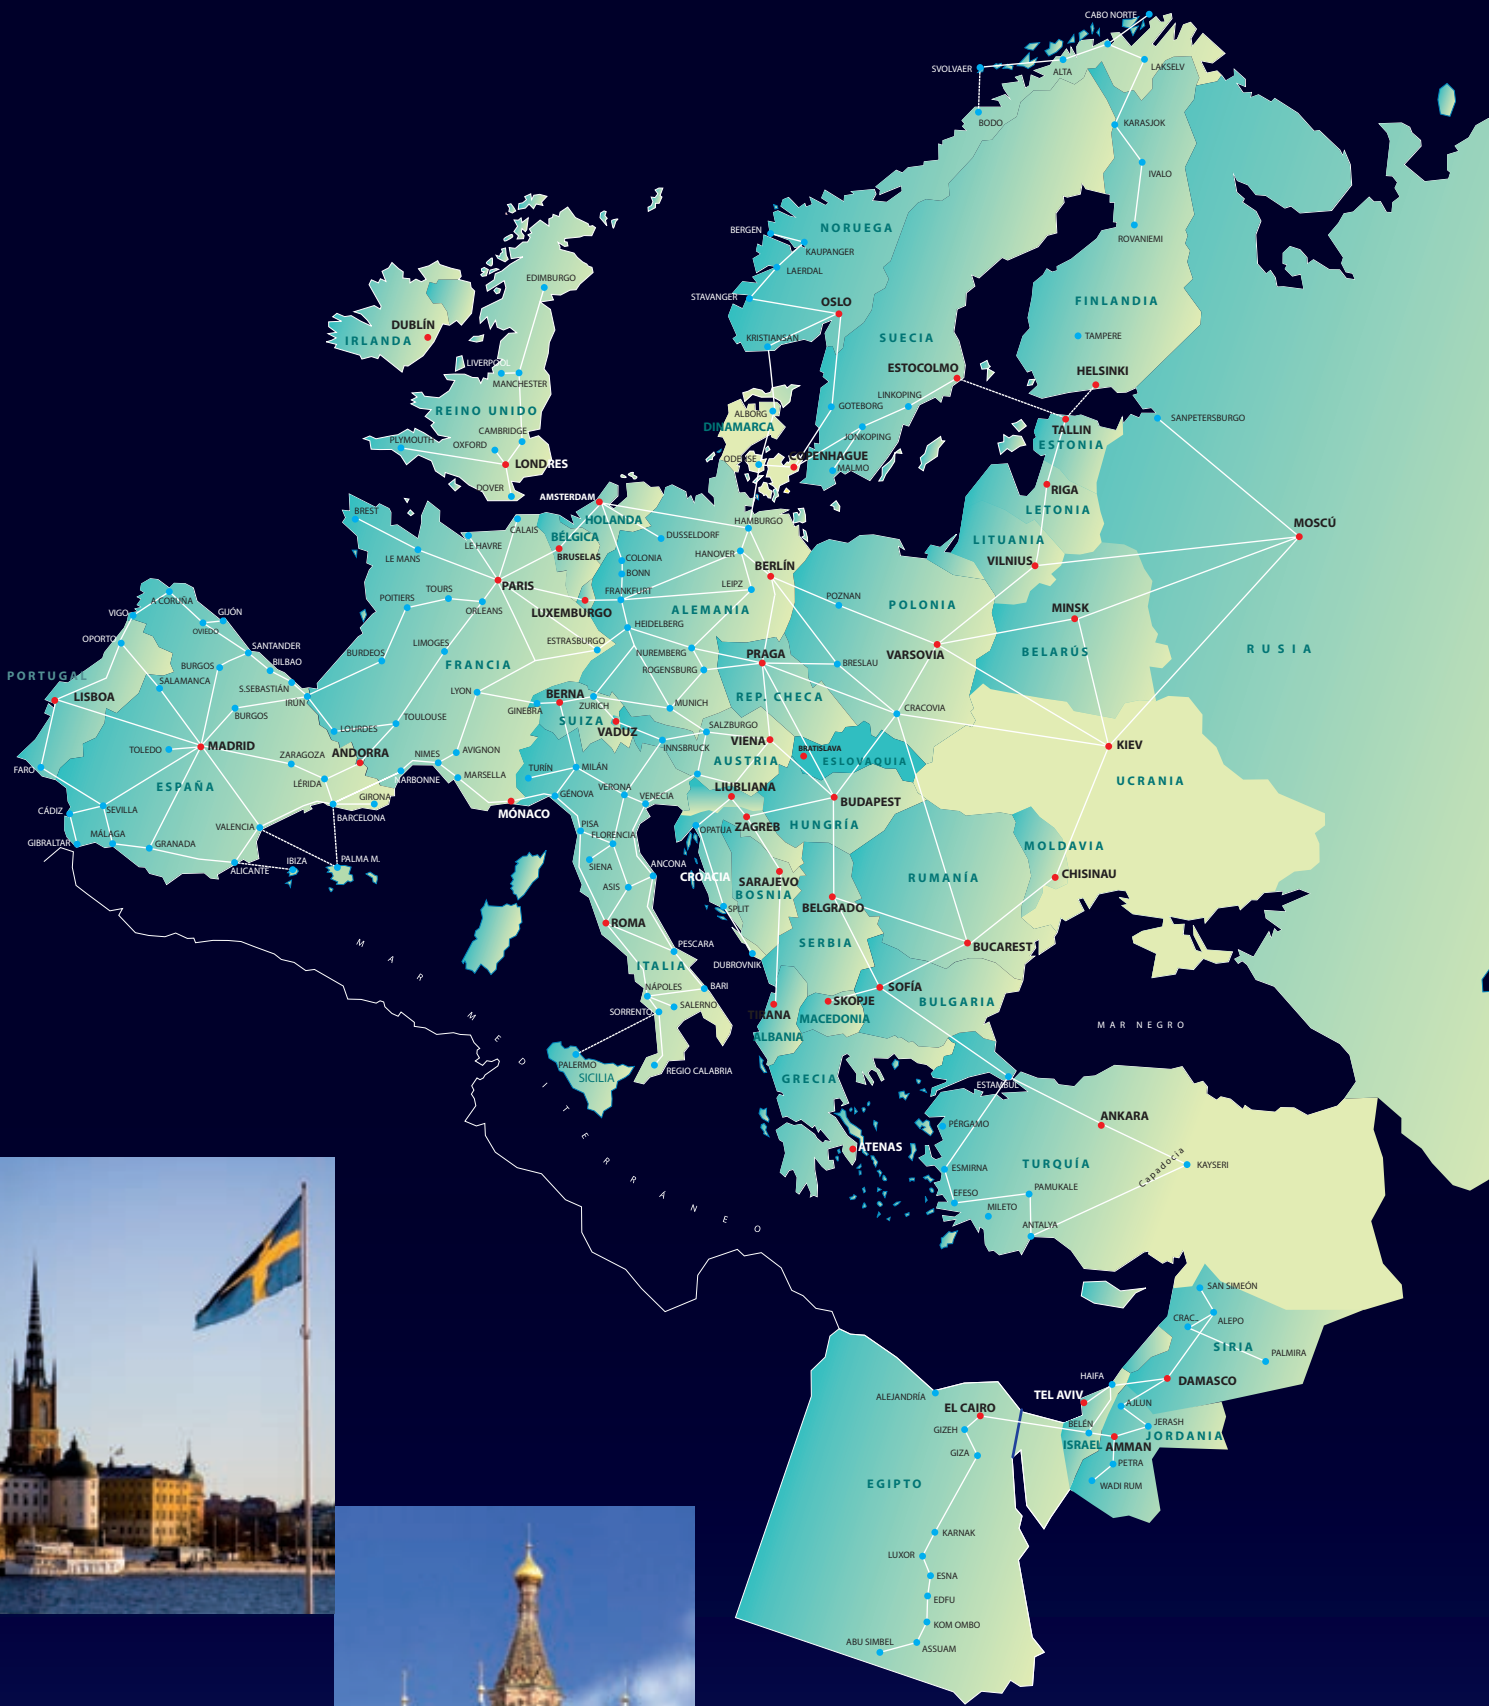 CABO NORTE
SVOLVAER
ALTA
LAKSELV
BODO
KARASJOK
IVALO
ROVANIEMI
NORUEGA
BERGEN
KAUPANGER
LAERDAL
STAVANGER
OSLO
KRISTIANSAN
FINLANDIA
TAMPERE
SUECIA
ESTOCOLMO
HELSINKI
LINKOPING
GOTEBORG
JONKOPING
SANPETERSBURGO
TALLIN
ESTONIA
EDIMBURGO
DUBLÍN
IRLANDA
LIVERPOOL
MANCHESTER
REINO UNIDO
CAMBRIDGE
OXFORD
PLYMOUTH
LONDRES
DOVER
ALBORG
DINAMARCA
ODENSE
COPENHAGUE
MALMO
RIGA
LETONIA
LITUANIA
VILNIUS
MOSCÚ
AMSTERDAM
HOLANDA
BREST
CALAIS
LE HAVRE
LE MANS
BÉLGICA
BRUSELAS
DUSSELDORF
HAMBURGO
HANOVER
COLONIA
BONN
BERLÍN
LEIPZ
FRANKFURT
PARIS
LUXEMBURGO
ALEMANIA
POZNAN
POLONIA
MINSK
BELARÚS
RUSIA
TOURS
POITIERS
ORLEANS
HEIDELBERG
ESTRASBURGO
NUREMBERG
ROGENSBURG
PRAGA
BRESLAU
VARSOVIA
A CORUÑA
VIGO
GIJÓN
OVIEDO
OPORTO
SANTANDER
BILBAO
BURGOS
S.SEBASTIÁN
IRÚN
LIMOGES
BURDEOS
FRANCIA
PORTUGAL
LISBOA
SALAMANCA
BURGOS
LYON
BERNA
GINEBRA
ZURICH
SUIZA
VADUZ
MUNICH
REP. CHECA
CRACOVIA
LOURDES
TOULOUSE
SALZBURGO
INNSBRUCK
VIENA
BRATISLAVA
AUSTRIA
ESLOVAQUIA
KIEV
UCRANIA
TOLEDO
MADRID
ZARAGOZA
ANDORRA
NIMES
AVIGNON
FARO
ESPAÑA
LÉRIDA
NARBONNE
MARSELLA
TURÍN
MILÁN
VERONA
GÉNOVA
VENECIA
LIUBLIANA
BUDAPEST
CÁDIZ
SEVILLA
GIRONA
BARCELONA
MÓNACO
VALENCIA
MÁLAGA
GIBRALTAR
GRANADA
PISA
FLORENCIA
OPATIJA
ZAGREB
HUNGRÍA
MOLDAVIA
ALICANTE
IBIZA
PALMA M.
SIENA
ANCONA
ASIS
CROACIA
SARAJEVO
BOSNIA
RUMANÍA
CHISINAU
SPLIT
BELGRADO
ROMA
PESCARA
ITALIA
DUBROVNIK
SERBIA
BUCAREST
NÁPOLES
BARI
SALERNO
SORRENTO
SOFÍA
SKOPJE
BULGARIA
TIRANA
MACEDONIA
ALBANIA
MAR NEGRO
PALERMO
SICILIA
REGIO CALABRIA
GRECIA
ESTAMBUL
MAR MEDITERRÁNEO
ATENAS
PÉRGAMO
ANKARA
ESMIRNA
TURQUÍA
Capadocia
KAYSERI
EFESO
PAMUKALE
MILETO
ANTALYA
SAN SIMEÓN
CRAC..
ALEPO
SIRIA
PALMIRA
HAIFA
DAMASCO
TEL AVIV
AJLUN
ALEJANDRÍA
EL CAIRO
BELÉN
JERASH
GIZEH
ISRAEL
AMMAN
JORDANIA
GIZA
PETRA
WADI RUM
EGIPTO
KARNAK
LUXOR
ESNA
EDFU
KOM OMBO
ABU SIMBEL
ASSUAM